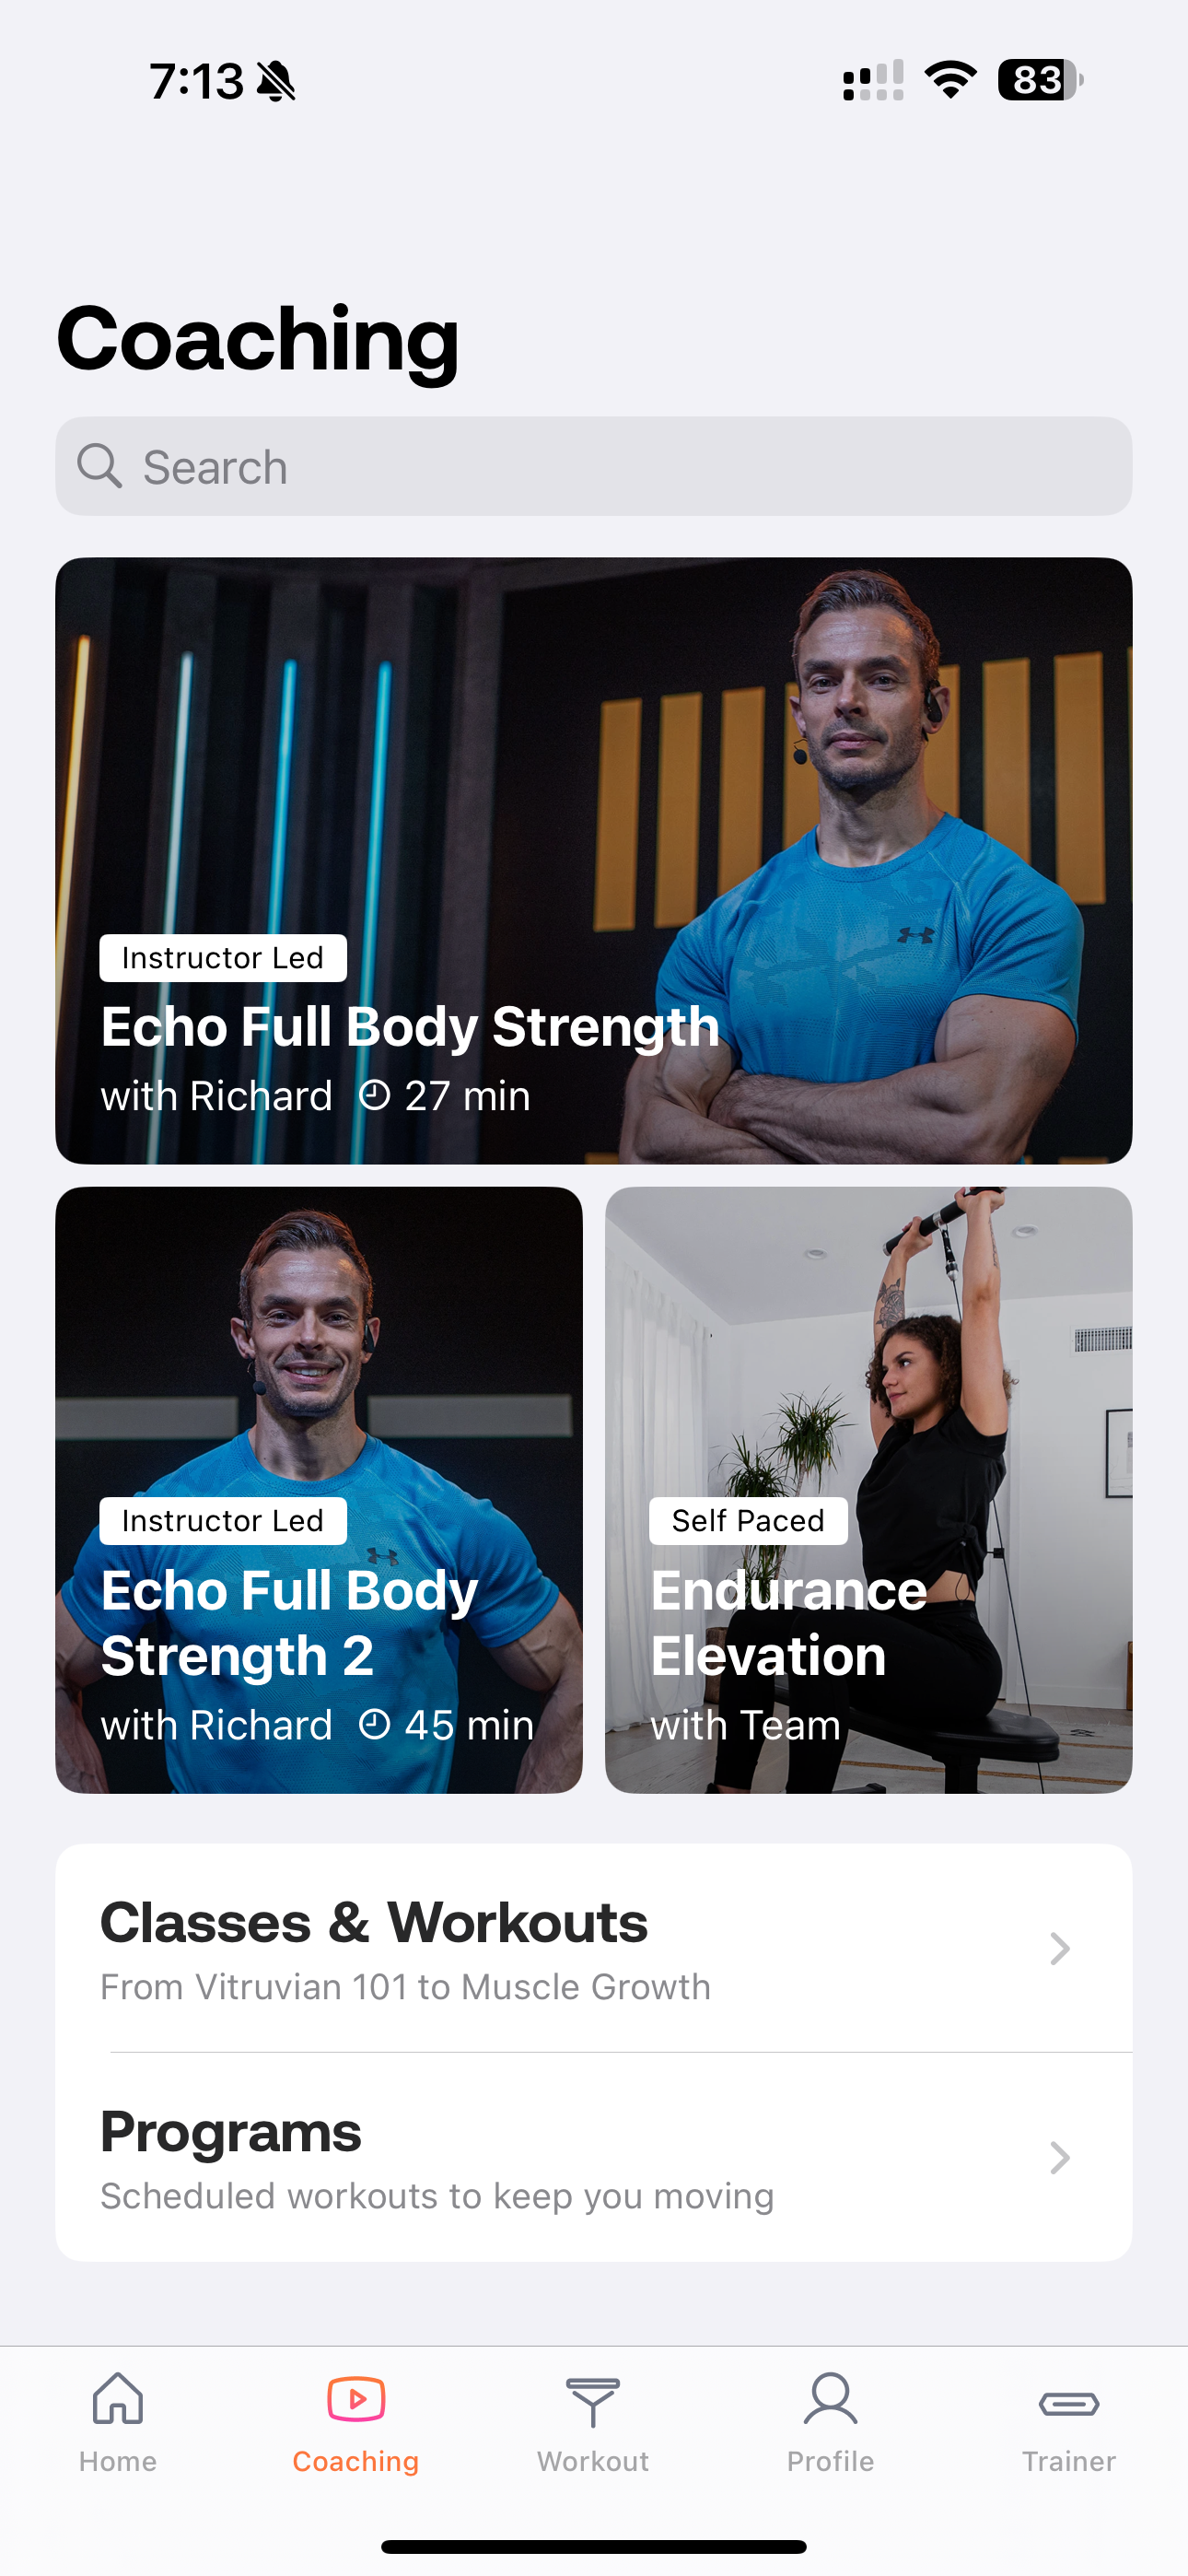 7:13
83
Coaching
Search
Instructor Led
Echo Full Body Strength
with Richard 27 min
Instructor Led
Echo Full Body
Strength 2
with Richard 45 min
Self Paced
Endurance
Elevation
with Team
Classes & Workouts
From Vitruvian 101 to Muscle Growth
Programs
Scheduled workouts to keep you moving
Home
Coaching
Workout
Profile
Trainer